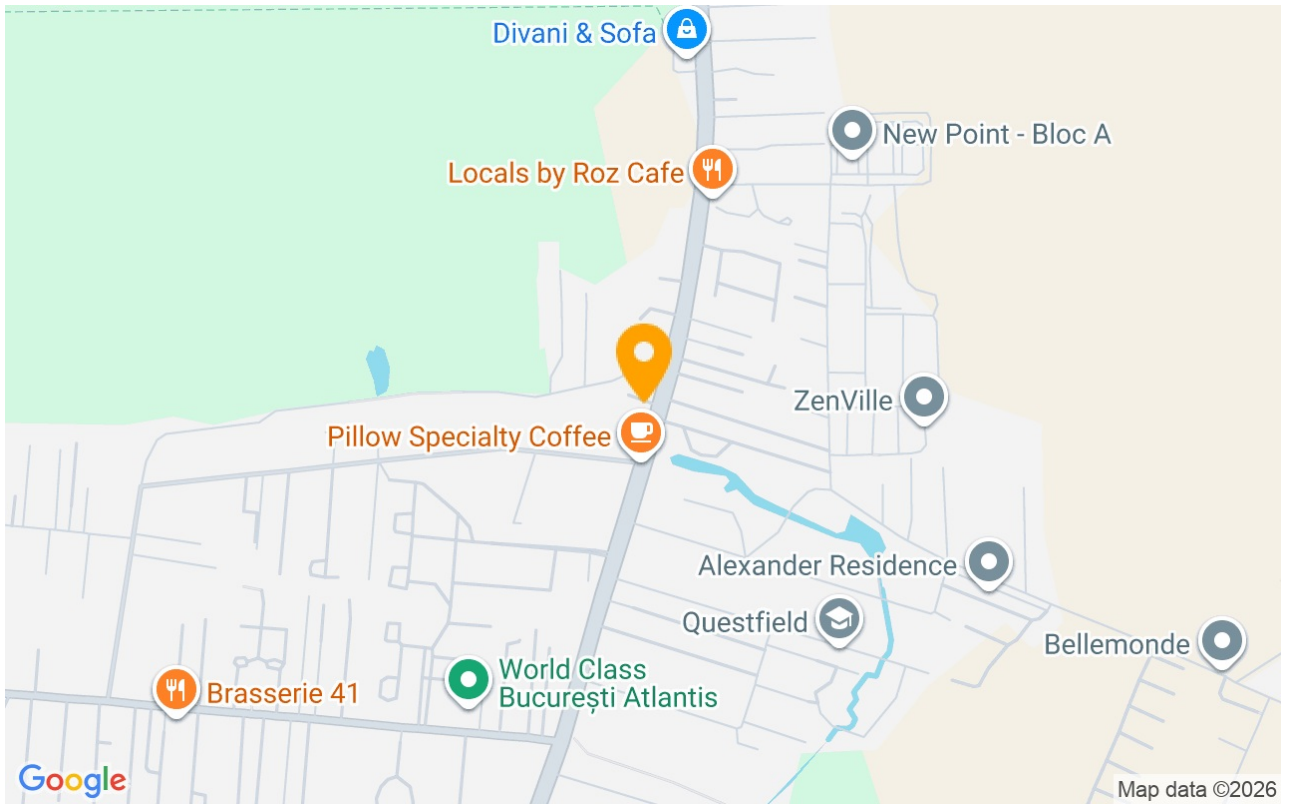 Divani & Sofa
New Point - Bloc A
Locals by Roz Cafe
ZenVille
Pillow Specialty Coffee
Alexander Residence
Questfield
Bellemonde
World Class
București Atlantis
Brasserie 41
Google
Map data ©2026